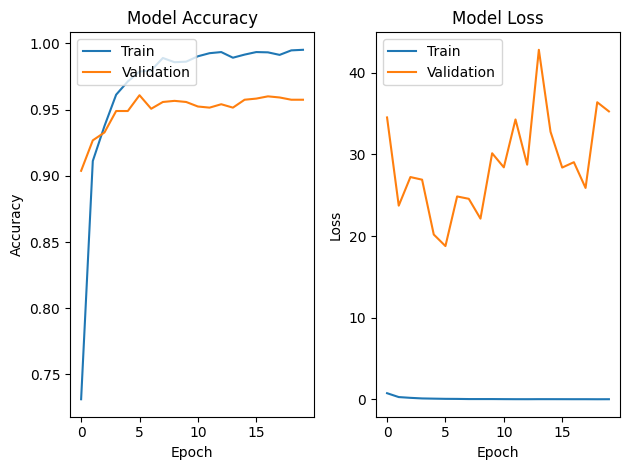 Model Accuracy
Train
Validation
1.00
0.95
0.90
0.85
0.80
0.75
Accuracy
0
5
10
15
Epoch
Model Loss
Train
Validation
40
30
20
10
0
Loss
0
5
10
15
Epoch